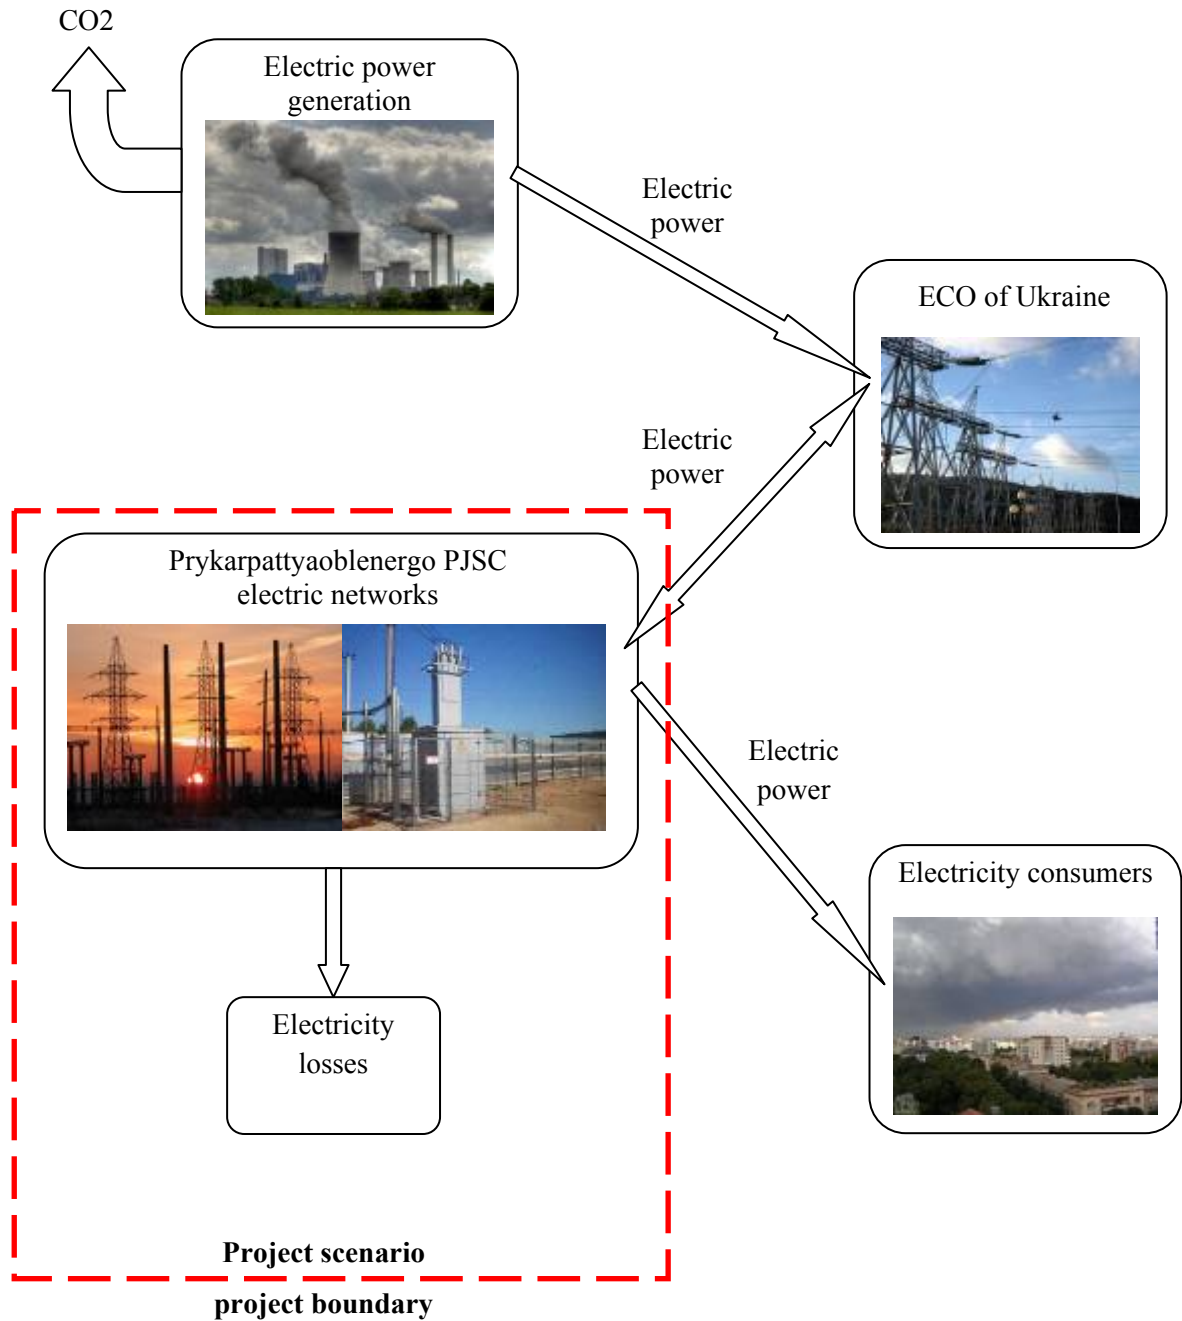 CO2
Electric power
generation
Electric
power
ECO of Ukraine
Electric
power
Prykarpattyaoblenergo PJSC
electric networks
Electric
power
Electricity consumers
Electricity
losses
Project scenario
project boundary